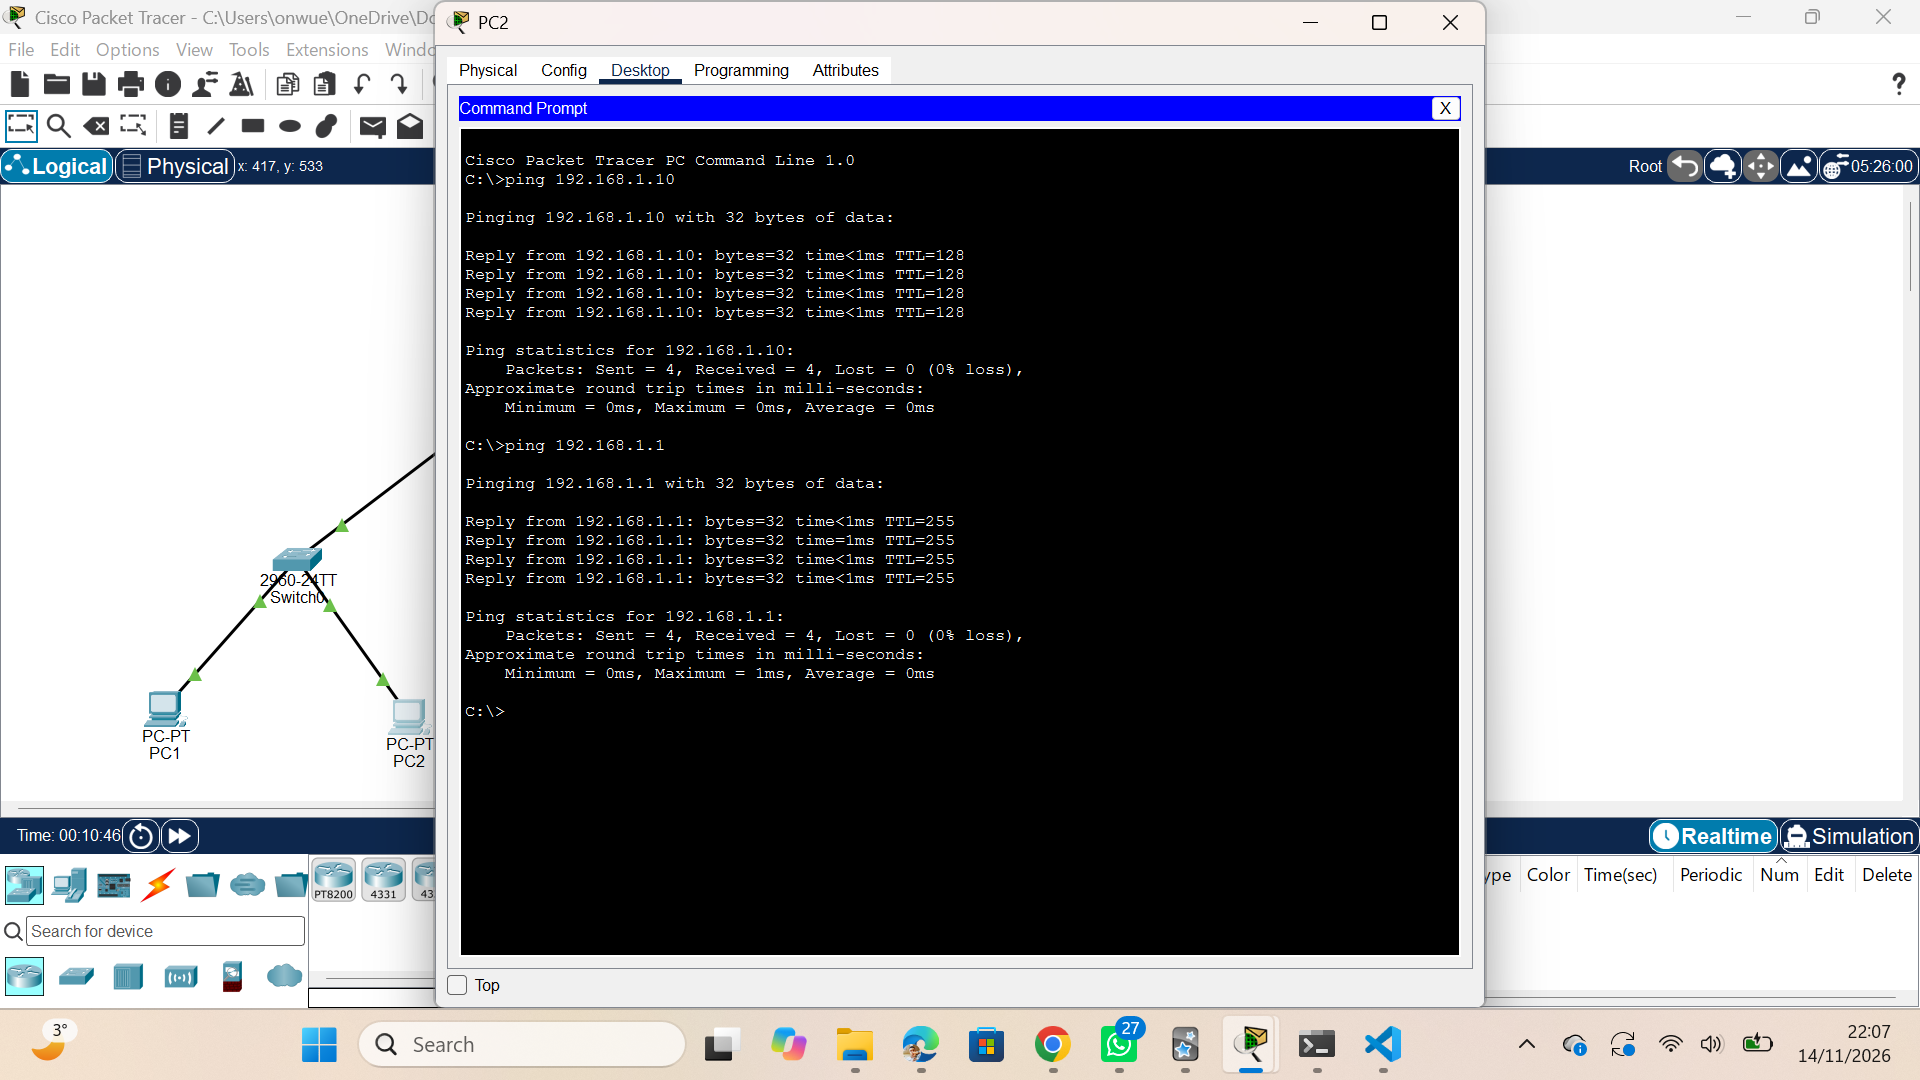 Cisco Packet Tracer - C:\Users\onwue\OneDrive\Do
File Edit Options View Tools Extensions Windo
Logical Physical x: 417, y: 533
Root 05:26:00
PC2
Physical Config Desktop Programming Attributes
Command Prompt X
Cisco Packet Tracer PC Command Line 1.0
C:\>ping 192.168.1.10
Pinging 192.168.1.10 with 32 bytes of data:
Reply from 192.168.1.10: bytes=32 time<1ms TTL=128
Reply from 192.168.1.10: bytes=32 time<1ms TTL=128
Reply from 192.168.1.10: bytes=32 time<1ms TTL=128
Reply from 192.168.1.10: bytes=32 time<1ms TTL=128
Ping statistics for 192.168.1.10:
Packets: Sent = 4, Received = 4, Lost = 0 (0% loss),
Approximate round trip times in milli-seconds:
Minimum = 0ms, Maximum = 0ms, Average = 0ms
C:\>ping 192.168.1.1
Pinging 192.168.1.1 with 32 bytes of data:
Reply from 192.168.1.1: bytes=32 time<1ms TTL=255
Reply from 192.168.1.1: bytes=32 time=1ms TTL=255
Reply from 192.168.1.1: bytes=32 time<1ms TTL=255
Reply from 192.168.1.1: bytes=32 time<1ms TTL=255
Ping statistics for 192.168.1.1:
Packets: Sent = 4, Received = 4, Lost = 0 (0% loss),
Approximate round trip times in milli-seconds:
Minimum = 0ms, Maximum = 1ms, Average = 0ms
C:\>
Top
2960-24TT
Switch0
PC-PT
PC1
PC-PT
PC2
Time: 00:10:46
Realtime Simulation
PT8200 4331 43
Search for device
ype Color Time(sec) Periodic Num Edit Delete
3°
Search
27
22:07
14/11/2026